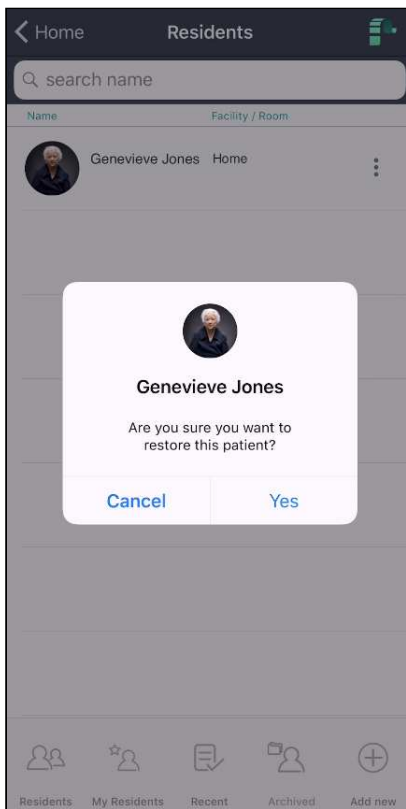 Home Residents
search name
Name Facility / Room
Genevieve Jones Home
Genevieve Jones
Are you sure you want to
restore this patient?
Cancel Yes
Residents My Residents Recent Archived Add new